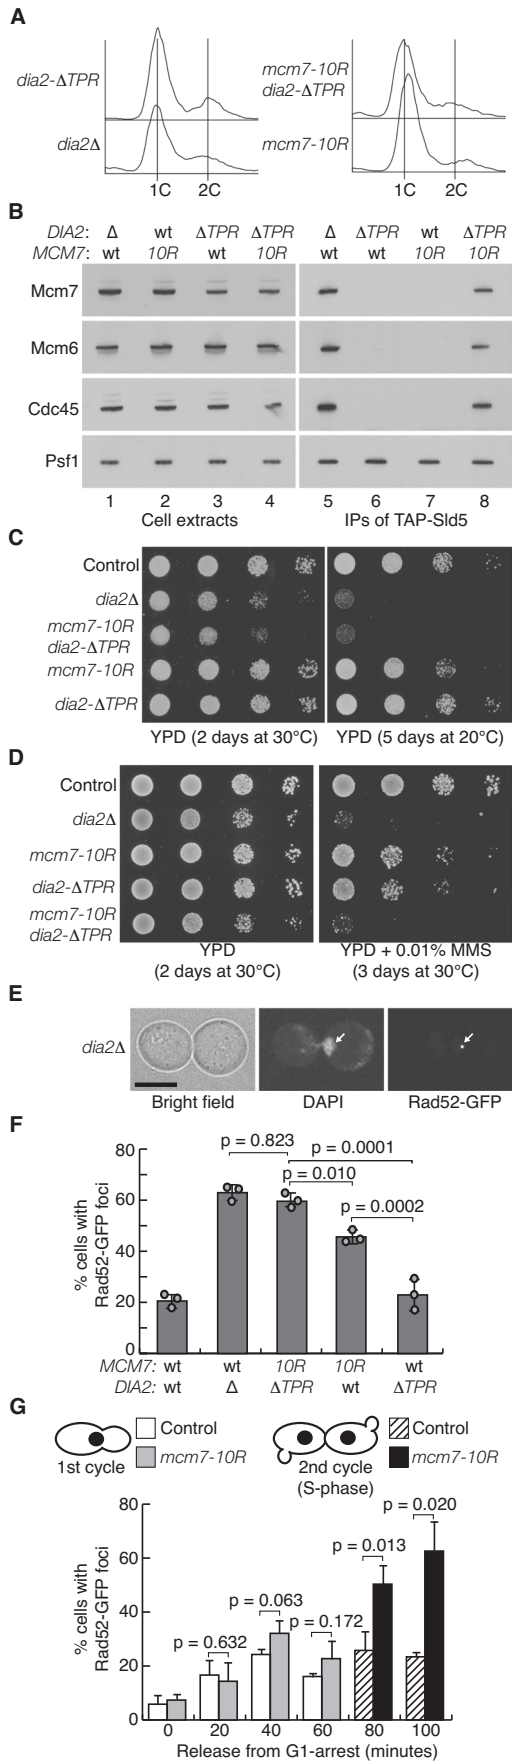 A
dia2-ΔTPR
dia2Δ
mcm7-10R
dia2-ΔTPR
mcm7-10R
1C 2C
1C 2C
B
DIA2: Δ wt ΔTPR ΔTPR Δ ΔTPR wt ΔTPR
MCM7: wt 10R wt 10R wt wt 10R 10R
Mcm7
Mcm6
Cdc45
Psf1
1 2 3 4 5 6 7 8
Cell extracts IPs of TAP-Sld5
C
Control
dia2Δ
mcm7-10R
dia2-ΔTPR
mcm7-10R
dia2-ΔTPR
YPD (2 days at 30°C) YPD (5 days at 20°C)
D
Control
dia2Δ
mcm7-10R
dia2-ΔTPR
mcm7-10R
dia2-ΔTPR
YPD
(2 days at 30°C)
YPD + 0.01% MMS
(3 days at 30°C)
E
dia2Δ
Bright field DAPI Rad52-GFP
F
% cells with
Rad52-GFP foci
80
60
40
20
0
p = 0.823
p = 0.0001
p = 0.010
p = 0.0002
MCM7: wt wt 10R 10R wt
DIA2: wt Δ ΔTPR wt ΔTPR
G
1st cycle
Control
mcm7-10R
2nd cycle
(S-phase)
Control
mcm7-10R
% cells with
Rad52-GFP foci
80
60
40
20
0
p = 0.632
p = 0.063
p = 0.172
p = 0.013
p = 0.020
0 20 40 60 80 100
Release from G1-arrest (minutes)